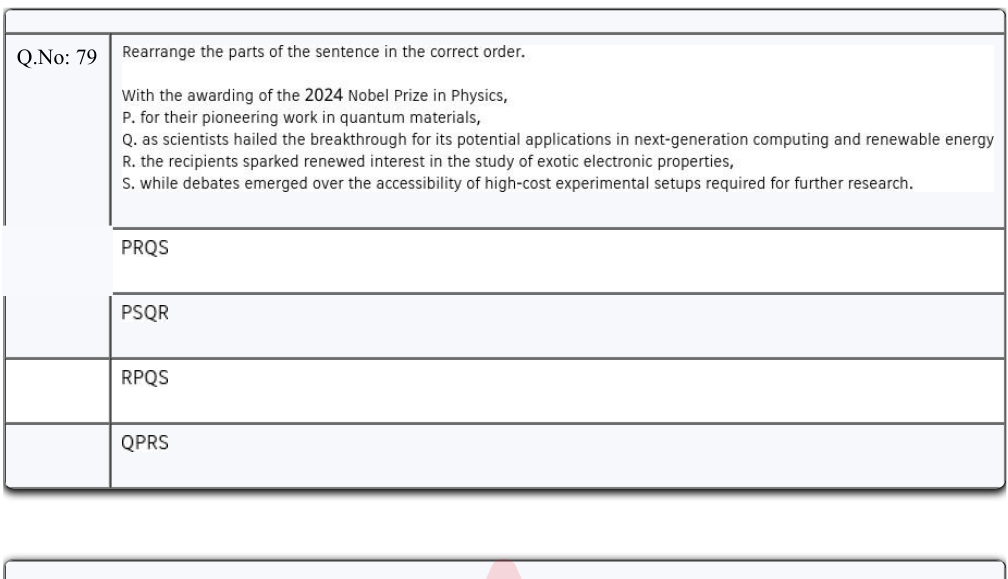 Q.No: 79
Rearrange the parts of the sentence in the correct order.
With the awarding of the 2024 Nobel Prize in Physics,
P. for their pioneering work in quantum materials,
Q. as scientists hailed the breakthrough for its potential applications in next-generation computing and renewable energy
R. the recipients sparked renewed interest in the study of exotic electronic properties,
S. while debates emerged over the accessibility of high-cost experimental setups required for further research.
PRQS
PSQR
RPQS
QPRS